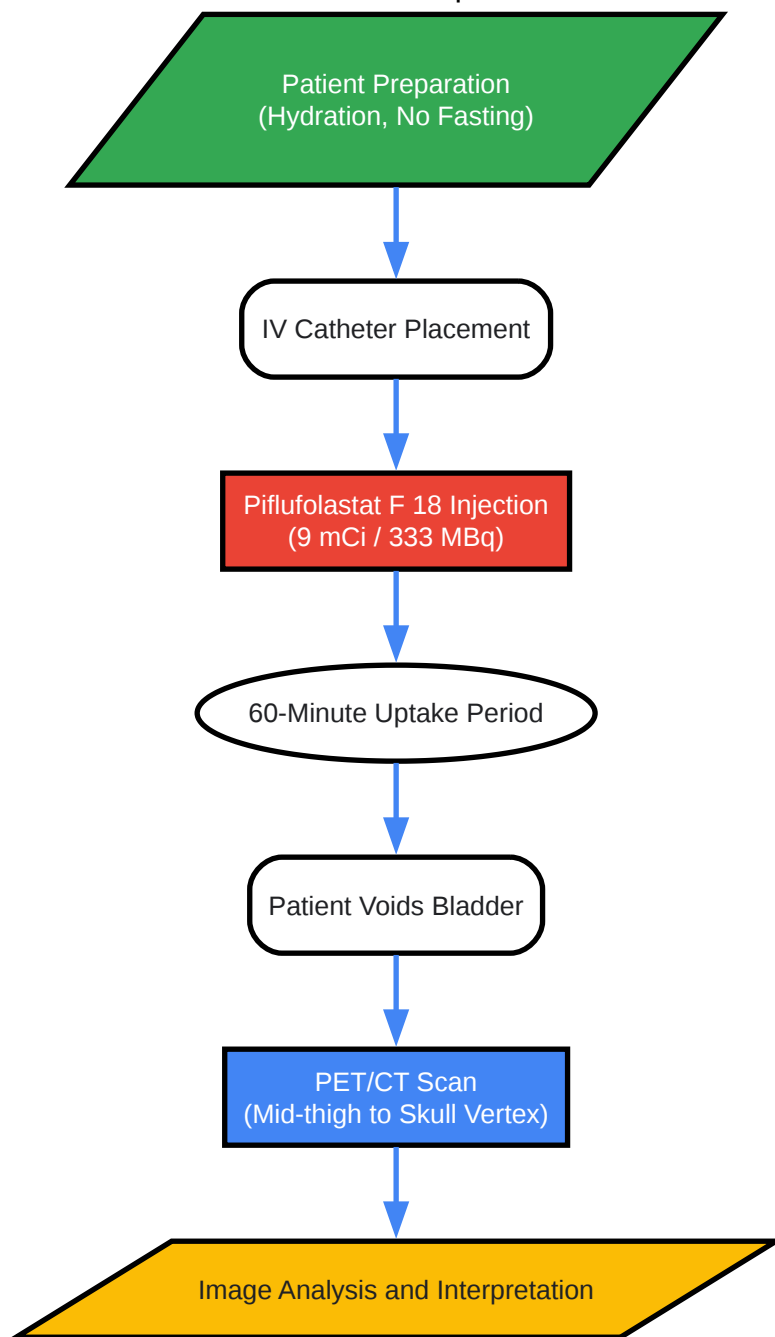 Patient Preparation
(Hydration, No Fasting)
IV Catheter Placement
Piflufolastat F 18 Injection
(9 mCi / 333 MBq)
60-Minute Uptake Period
Patient Voids Bladder
PET/CT Scan
(Mid-thigh to Skull Vertex)
Image Analysis and Interpretation